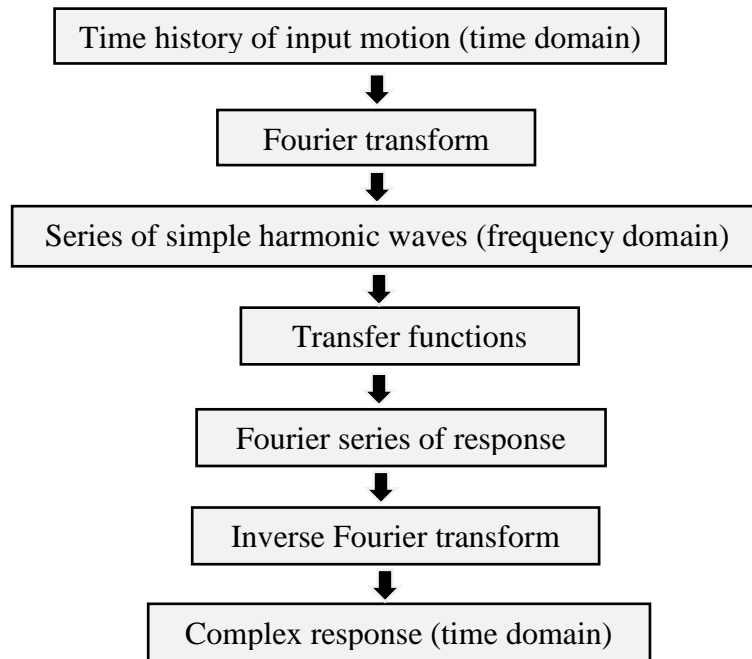 Time history of input motion (time domain)
Fourier transform
Series of simple harmonic waves (frequency domain)
Transfer functions
Fourier series of response
Inverse Fourier transform
Complex response (time domain)